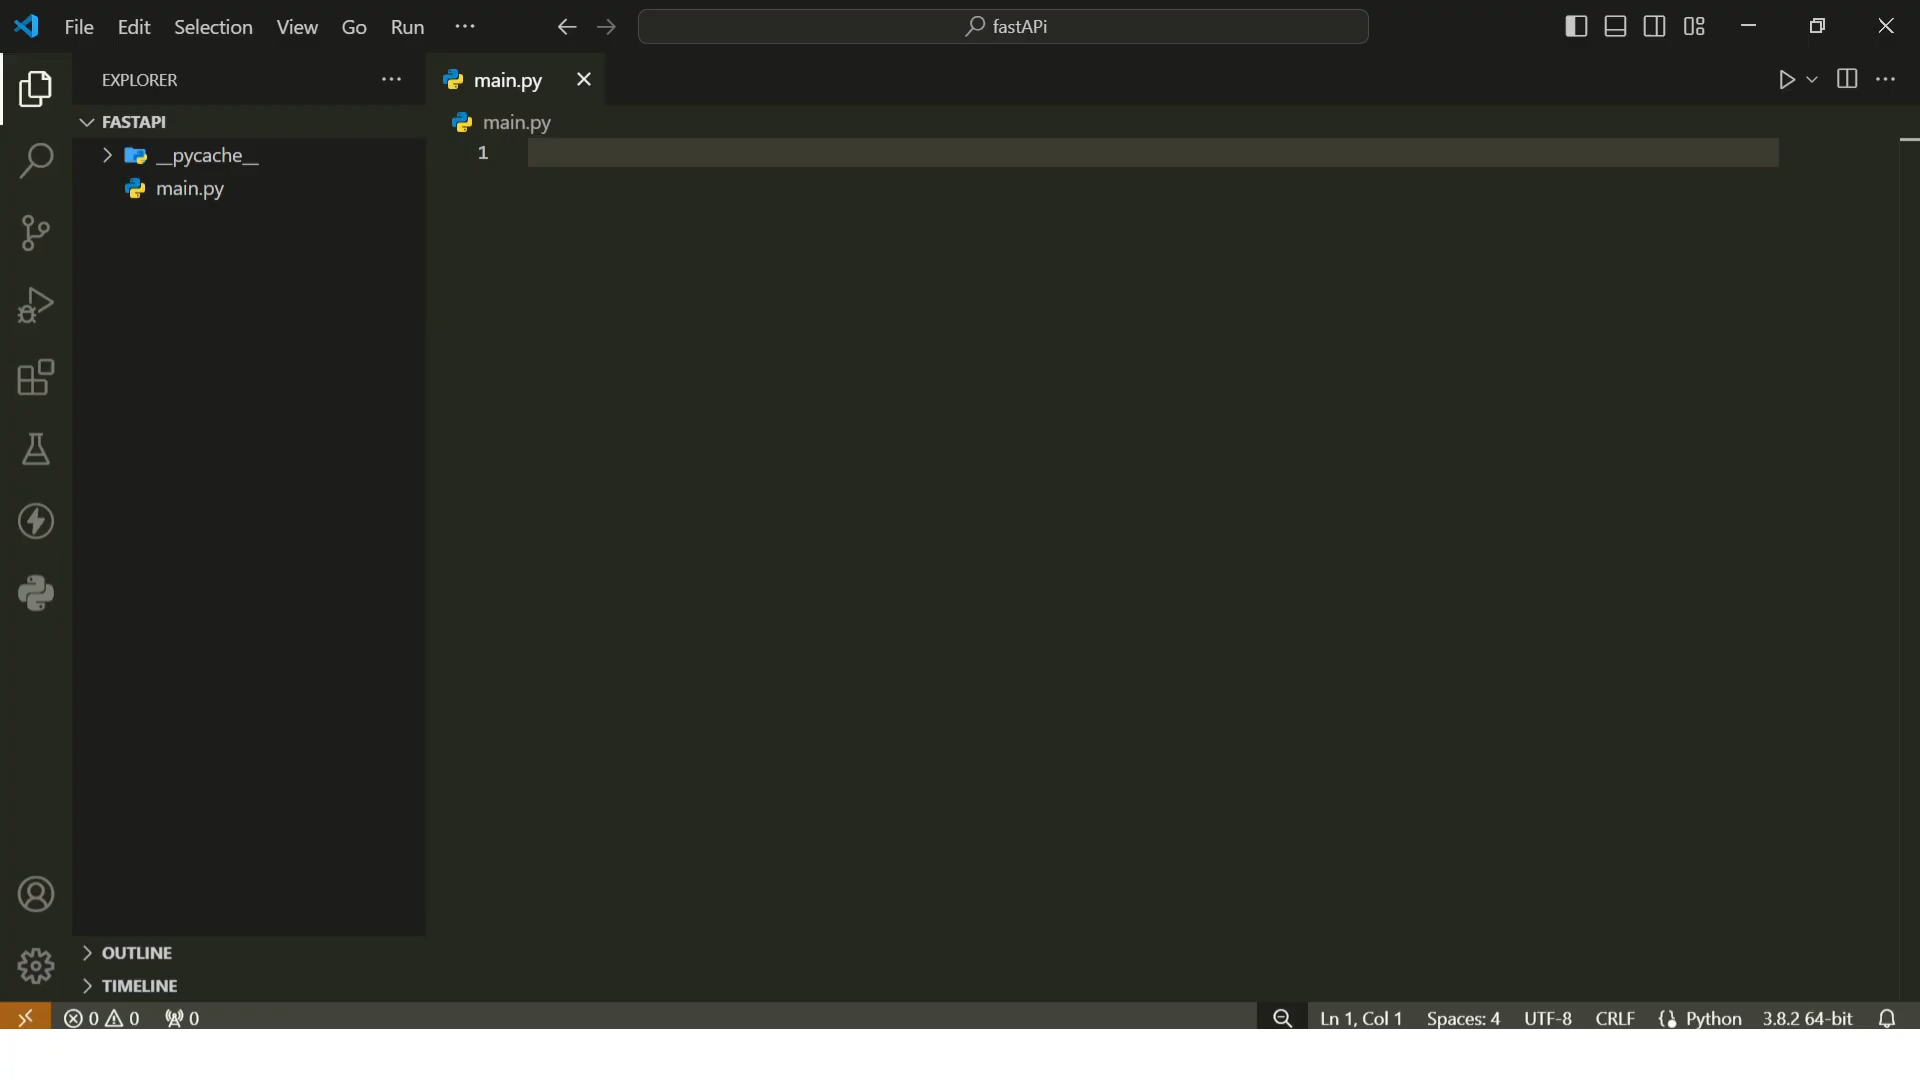 File Edit Selection View Go Run ··· fastAPi
EXPLORER ··· main.py
FASTAPI main.py
__pycache__ 1
main.py
OUTLINE
TIMELINE
0 0 0 Ln 1, Col 1 Spaces: 4 UTF-8 CRLF Python 3.8.2 64-bit